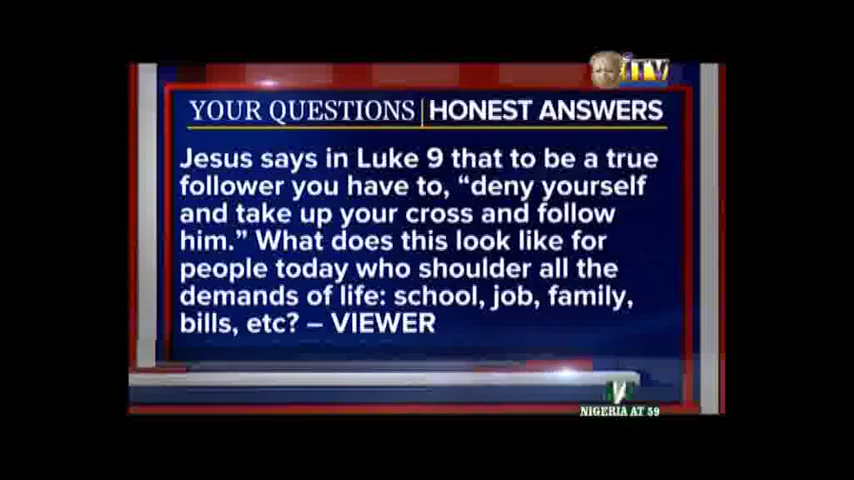 iTV
YOUR QUESTIONS | HONEST ANSWERS
Jesus says in Luke 9 that to be a true
follower you have to, “deny yourself
and take up your cross and follow
him.” What does this look like for
people today who shoulder all the
demands of life: school, job, family,
bills, etc? – VIEWER
NIGERIA AT 59